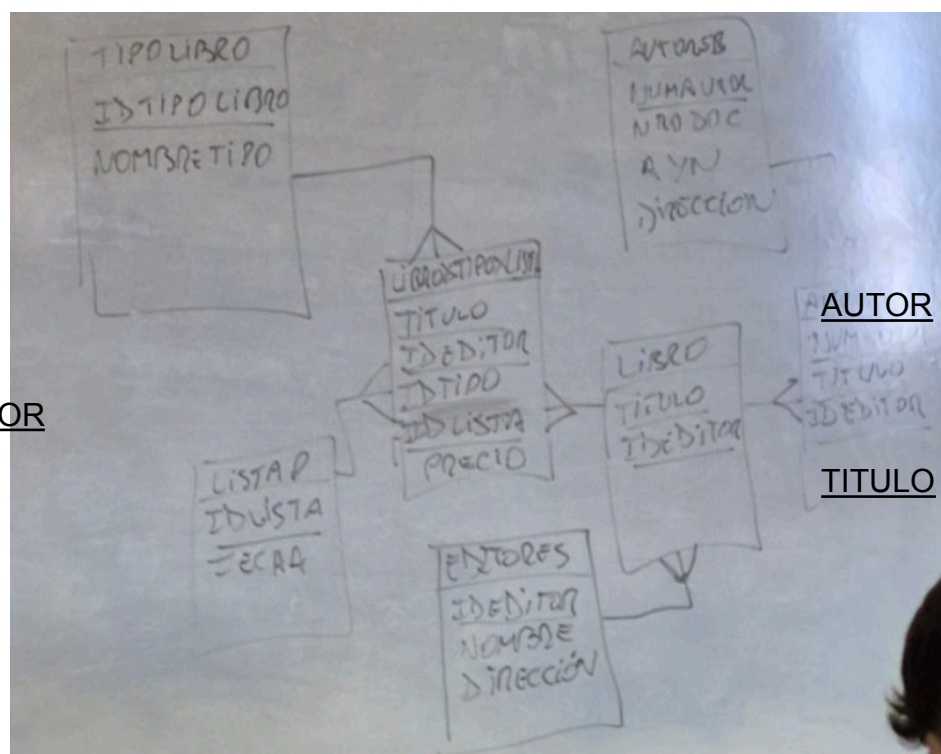 TIPOLIBRO
IDTIPOLIBRO
NOMBRETIPO
AUTORES
NUMAUTOR
NRODOC
AYN
DIRECCION
TITULO
IDEDITOR
IDTIPO
IDLISTA
PRECIO
LISTAP
IDLISTA
FECHA
LIBRO
TITULO
IDEDITOR
EDITORES
IDEDITOR
NOMBRE
DIRECCIÓN
AUTOR
TITULO
IDEDITOR
TITULO
OR